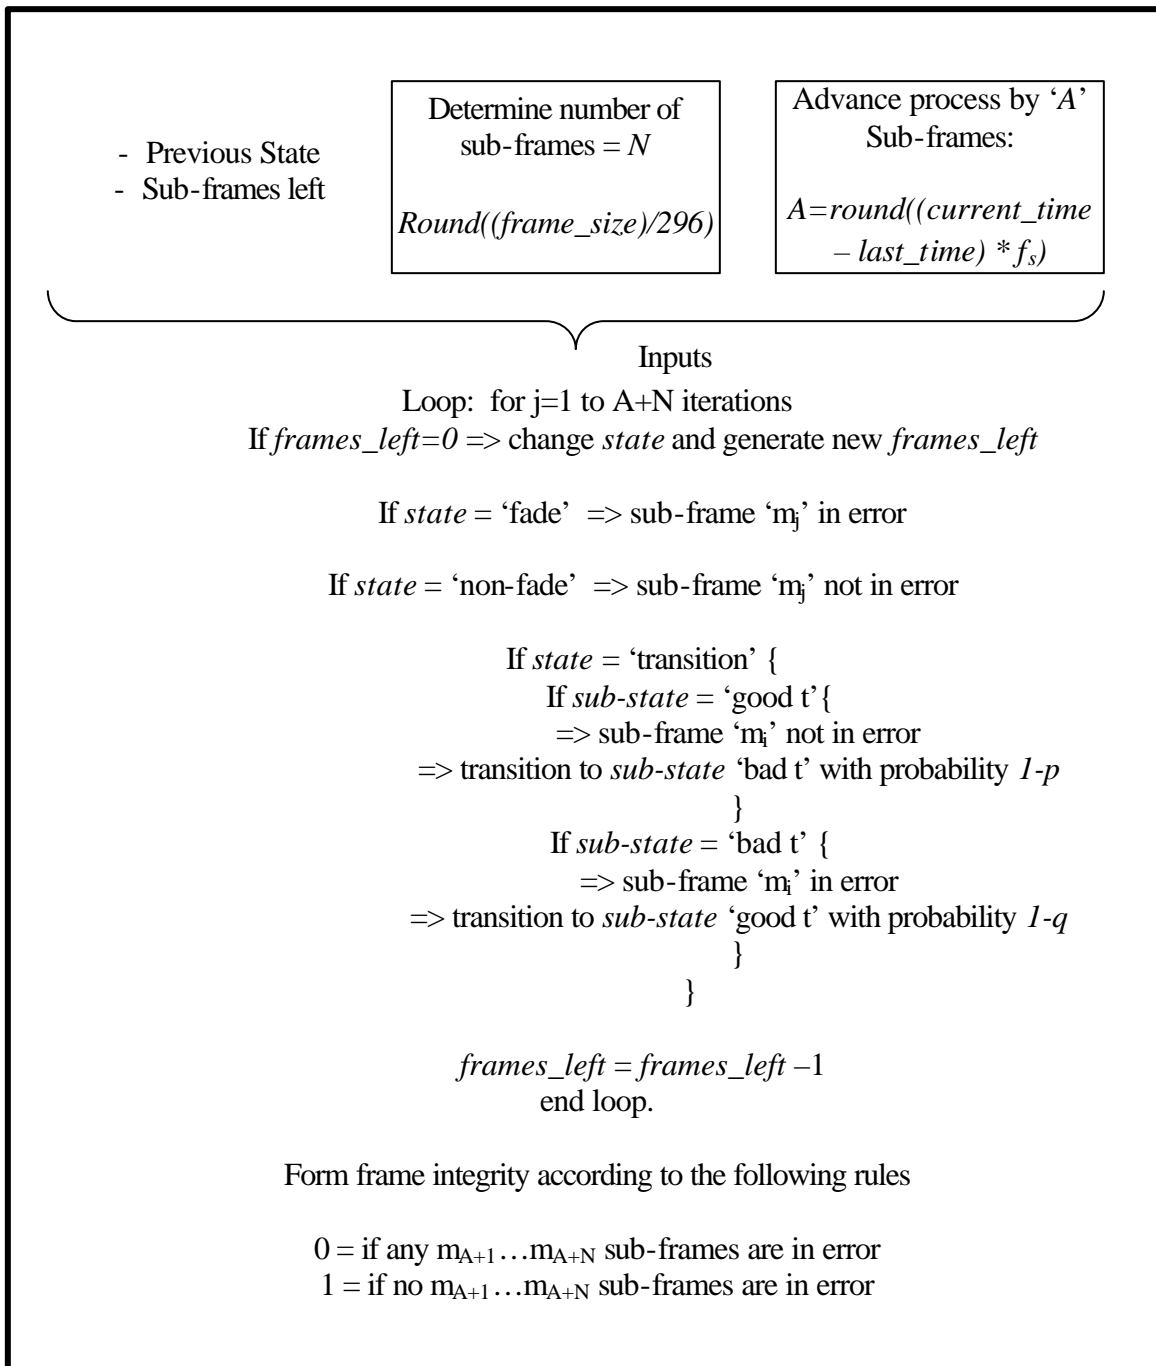 - Previous State
- Sub-frames left
Determine number of
sub-frames = N
Round((frame_size)/296)
Advance process by ‘A’
Sub-frames:
A=round((current_time
– last_time) * fs)
Inputs
Loop: for j=1 to A+N iterations
If frames_left=0 => change state and generate new frames_left
If state = ‘fade’ => sub-frame ‘mj’ in error
If state = ‘non-fade’ => sub-frame ‘mj’ not in error
If state = ‘transition’ {
If sub-state = ‘good t’{
=> sub-frame ‘mi’ not in error
=> transition to sub-state ‘bad t’ with probability 1-p
}
If sub-state = ‘bad t’ {
=> sub-frame ‘mi’ in error
=> transition to sub-state ‘good t’ with probability 1-q
}
}
frames_left = frames_left –1
end loop.
Form frame integrity according to the following rules
0 = if any mA+1…mA+N sub-frames are in error
1 = if no mA+1…mA+N sub-frames are in error